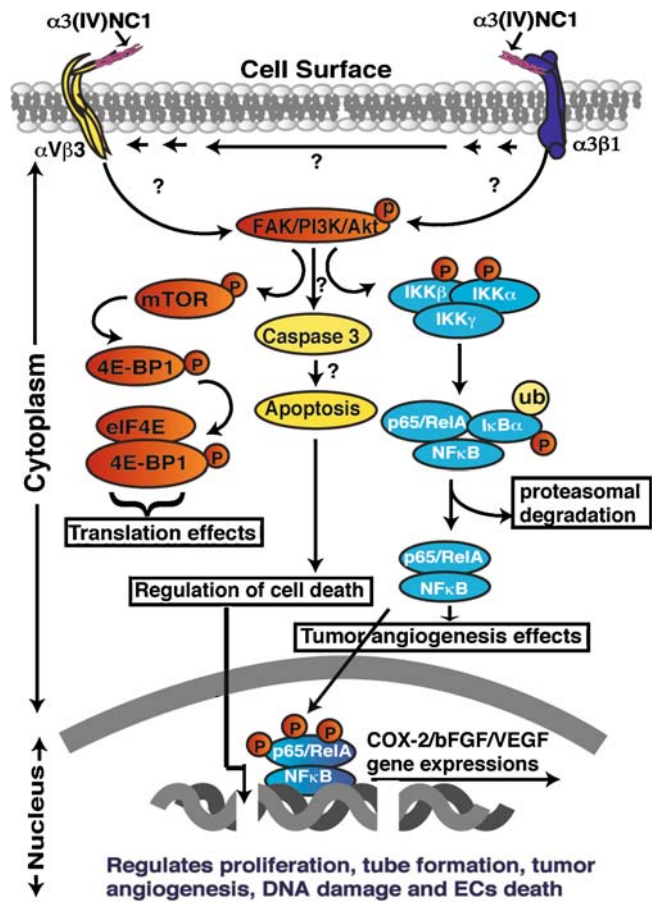 α3(IV)NC1
α3(IV)NC1
Cell Surface
αVβ3
α3β1
?
?
?
FAK/PI3K/Akt
p
?
mTOR
P
4E-BP1
P
eIF4E
4E-BP1
P
Translation effects
Caspase 3
?
Apoptosis
Regulation of cell death
P
P
IKKβ
IKKα
IKKγ
ub
p65/RelA
IκBα
P
NFκB
proteasomal
degradation
p65/RelA
NFκB
Tumor angiogenesis effects
Cytoplasm
Nucleus
P
P
P
p65/RelA
NFκB
COX-2/bFGF/VEGF
gene expressions
Regulates proliferation, tube formation, tumor
angiogenesis, DNA damage and ECs death